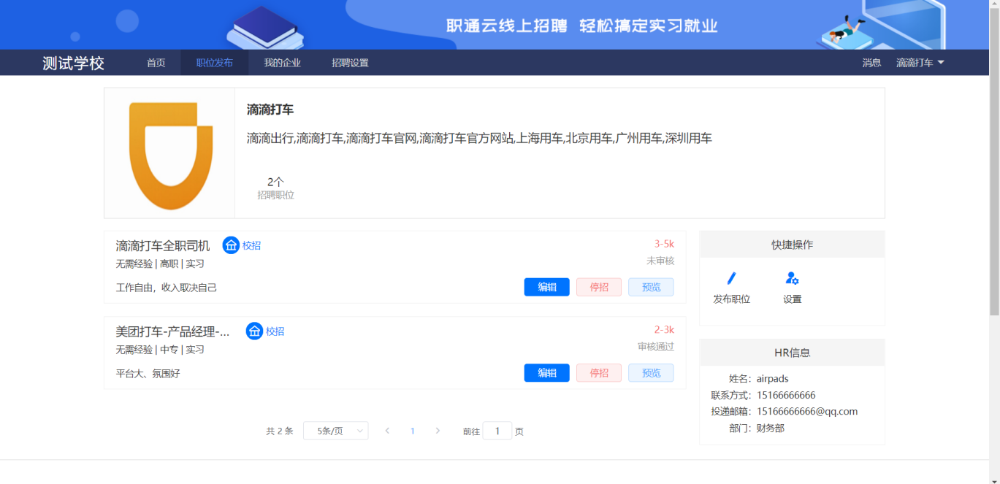 职通云线上招聘 轻松搞定实习就业
测试学校 首页 职位发布 我的企业 招聘设置 消息 滴滴打车
滴滴打车
滴滴出行,滴滴打车,滴滴打车官网,滴滴打车官方网站,上海用车,北京用车,广州用车,深圳用车
2个
招聘职位
滴滴打车全职司机 校招 3-5k
无需经验 | 高职 | 实习 未审核
工作自由，收入取决自己 编辑 停招 预览
美团打车-产品经理-... 校招 2-3k
无需经验 | 中专 | 实习 审核通过
平台大、氛围好 编辑 停招 预览
共 2 条 5条/页 1 前往 1 页
快捷操作
发布职位 设置
HR信息
姓名：airpads
联系方式：15166666666
投递邮箱：15166666666@qq.com
部门：财务部